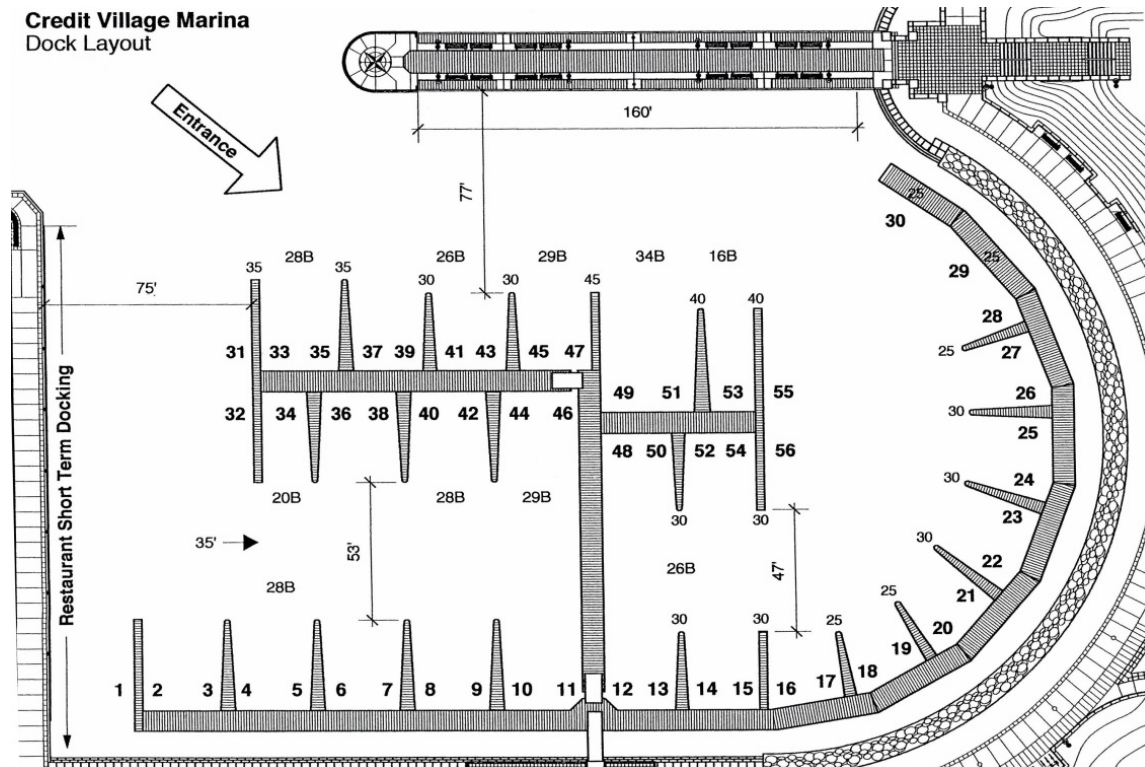 Credit Village Marina
Dock Layout
Entrance
160'
77'
75'
Restaurant Short Term Docking
28B 26B 29B 34B 16B
35 35 30 30 45 40 40
31 33 35 37 39 41 43 45 47
49 51 53 55
32 34 36 38 40 42 44 46
48 50 52 54 56
20B 28B 29B
30 30
35'
53'
28B
26B
47'
30 30 25 25
1 2 3 4 5 6 7 8 9 10 11 12 13 14 15 16 17 18 19 20
21 22
30
23 24
30
25 26
30
27 28
25
29
25
30
25